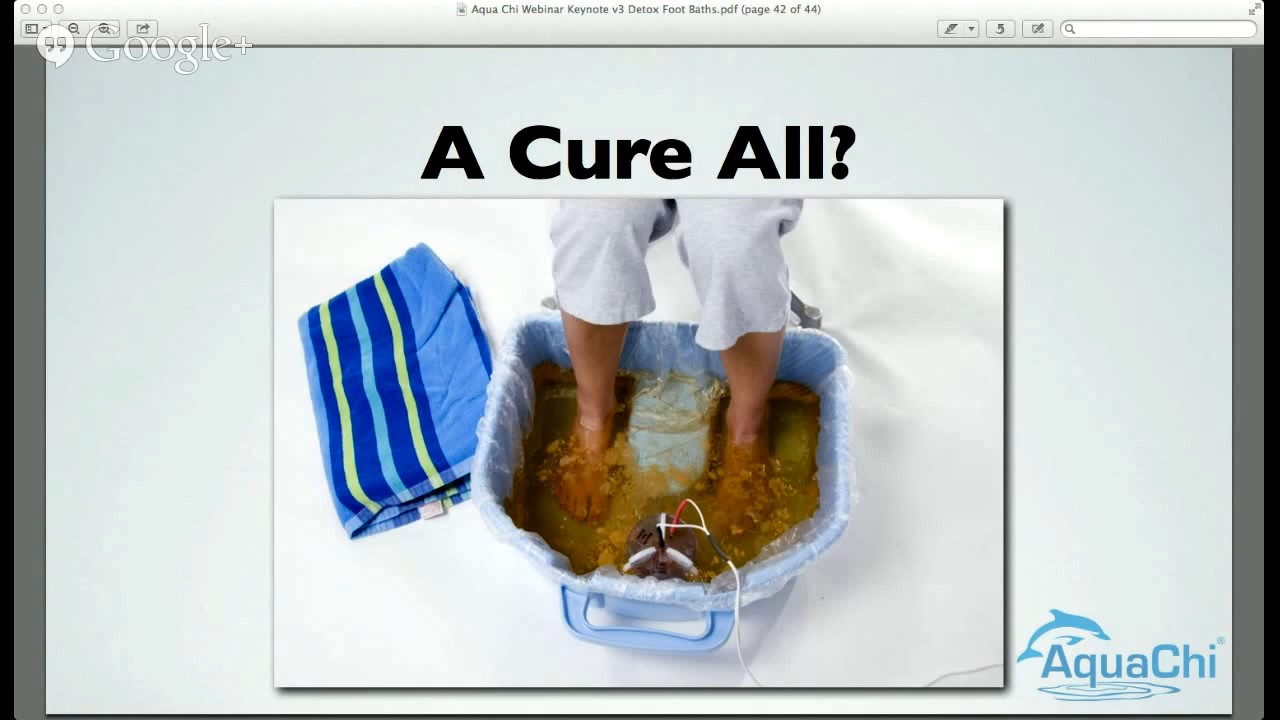 Aqua Chi Webinar Keynote v3 Detox Foot Baths.pdf (page 42 of 44)
Google+
A Cure All?
AquaChi®